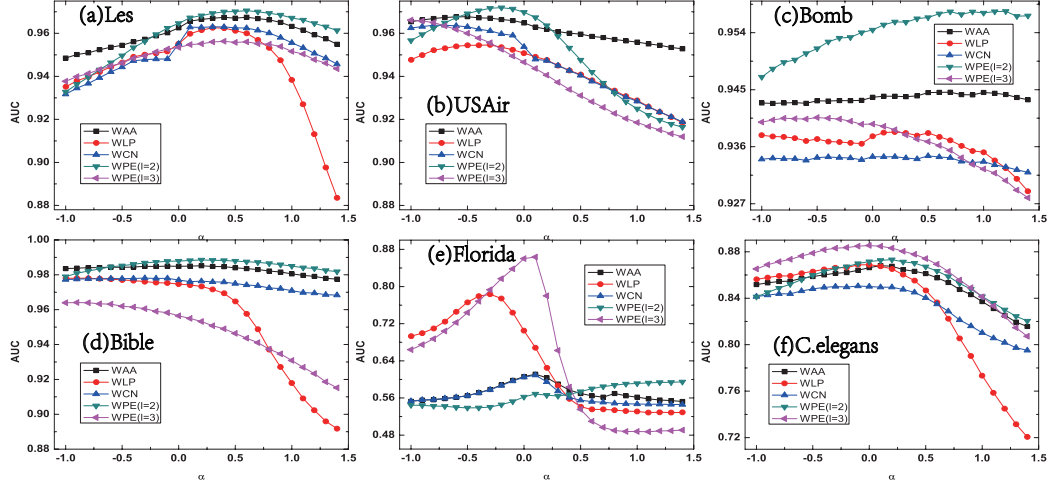 (a)Les
AUC
0.96
0.94
0.92
0.90
0.88
WAA
WLP
WCN
WPE(l=2)
WPE(l=3)
-1.0 -0.5 0.0 0.5 1.0 1.5
α
(b)USAir
AUC
0.96
0.94
0.92
0.90
0.88
WAA
WLP
WCN
WPE(l=2)
WPE(l=3)
-1.0 -0.5 0.0 0.5 1.0 1.5
α
(c)Bomb
AUC
0.954
0.945
0.936
0.927
WAA
WLP
WCN
WPE(l=2)
WPE(l=3)
-1.0 -0.5 0.0 0.5 1.0 1.5
α
(d)Bible
AUC
1.00
0.98
0.96
0.94
0.92
0.90
0.88
WAA
WLP
WCN
WPE(l=2)
WPE(l=3)
-1.0 -0.5 0.0 0.5 1.0 1.5
α
(e)Florida
AUC
0.88
0.80
0.72
0.64
0.56
0.48
WAA
WLP
WCN
WPE(l=2)
WPE(l=3)
-1.0 -0.5 0.0 0.5 1.0 1.5
α
(f)C.elegans
AUC
0.88
0.84
0.80
0.76
0.72
WAA
WLP
WCN
WPE(l=2)
WPE(l=3)
-1.0 -0.5 0.0 0.5 1.0 1.5
α